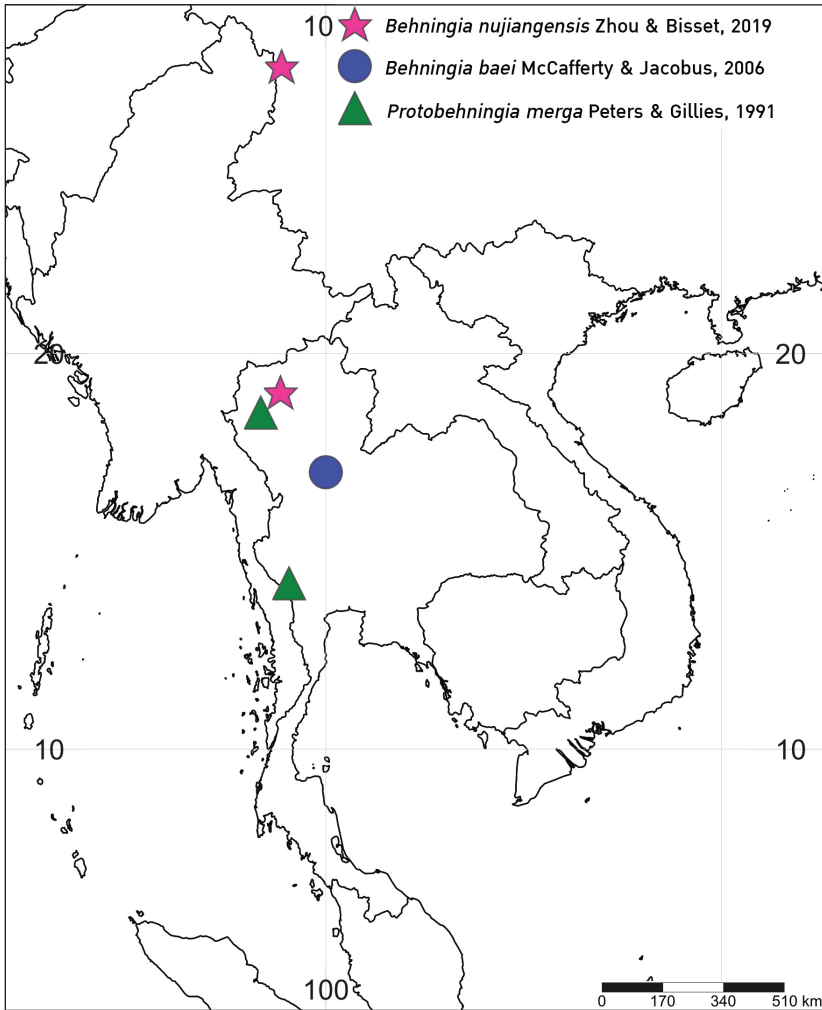 10
Behningia nujiangensis Zhou & Bisset, 2019
Behningia baei McCafferty & Jacobus, 2006
Protobehningia merga Peters & Gillies, 1991
20 20
10 10
100
0 170 340 510 km